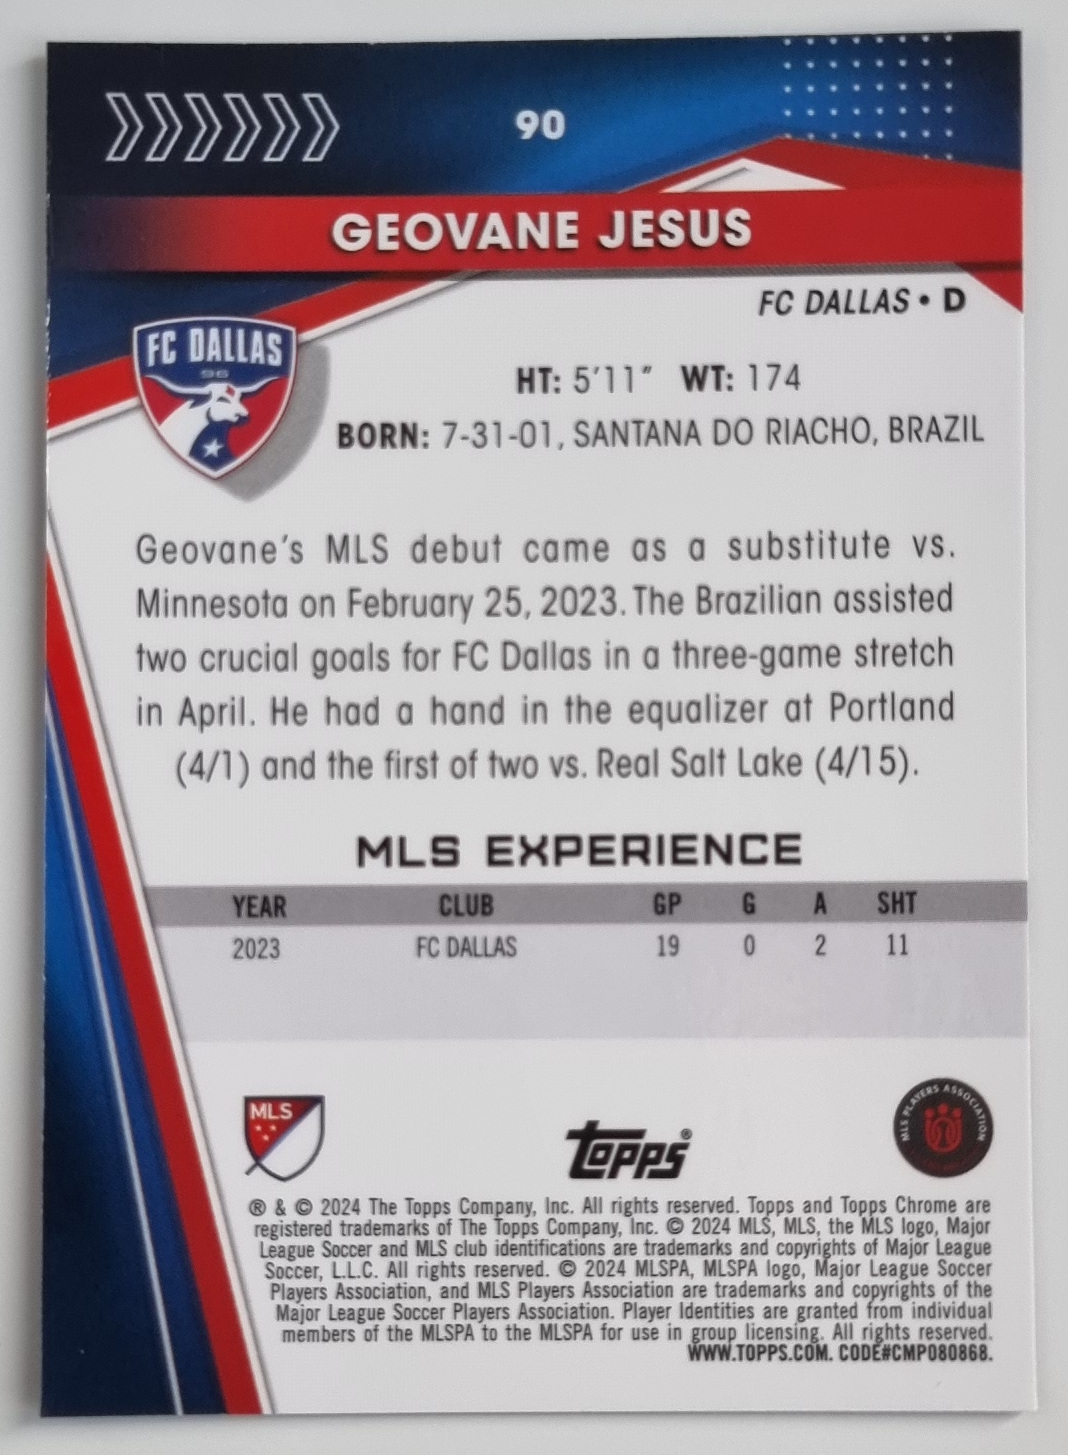 90
GEOVANE JESUS
FC DALLAS • D
FC DALLAS
96
HT: 5'11" WT: 174
BORN: 7-31-01, SANTANA DO RIACHO, BRAZIL
Geovane's MLS debut came as a substitute vs.
Minnesota on February 25, 2023. The Brazilian assisted
two crucial goals for FC Dallas in a three-game stretch
in April. He had a hand in the equalizer at Portland
(4/1) and the first of two vs. Real Salt Lake (4/15).
MLS EXPERIENCE
YEAR CLUB GP G A SHT
2023 FC DALLAS 19 0 2 11
MLS
topps®
MLS PLAYERS ASSOCIATION
® & © 2024 The Topps Company, Inc. All rights reserved. Topps and Topps Chrome are
registered trademarks of The Topps Company, Inc. © 2024 MLS, MLS, the MLS logo, Major
League Soccer and MLS club identifications are trademarks and copyrights of Major League
Soccer, L.L.C. All rights reserved. © 2024 MLSPA, MLSPA logo, Major League Soccer
Players Association, and MLS Players Association are trademarks and copyrights of the
Major League Soccer Players Association. Player Identities are granted from individual
members of the MLSPA to the MLSPA for use in group licensing. All rights reserved.
WWW.TOPPS.COM. CODE#CMP080868.